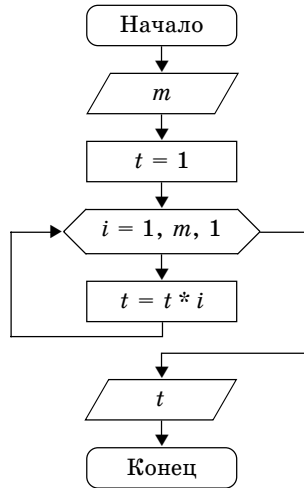 Начало
m
t = 1
i = 1, m, 1
t = t * i
t
Конец